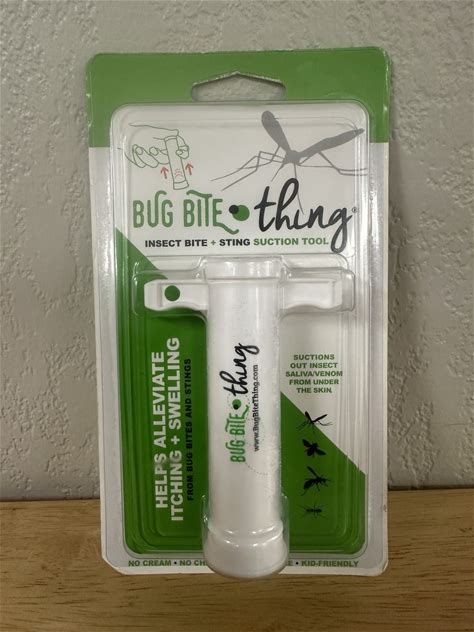 BUG BITE thing®
INSECT BITE + STING SUCTION TOOL
HELPS ALLEVIATE
ITCHING + SWELLING
FROM BUG BITES AND STINGS
BUG BITE thing
www.BugBiteThing.com
SUCTIONS
OUT INSECT
SALIVA/VENOM
FROM UNDER
THE SKIN
NO CREAM • NO
• KID-FRIENDLY